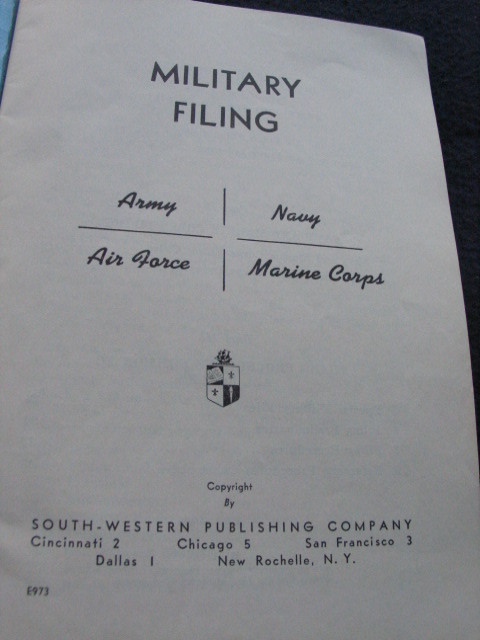 MILITARY
FILING
Army
Navy
Air Force
Marine Corps
Copyright
By
SOUTH-WESTERN PUBLISHING COMPANY
Cincinnati 2 Chicago 5 San Francisco 3
Dallas 1 New Rochelle, N. Y.
E973